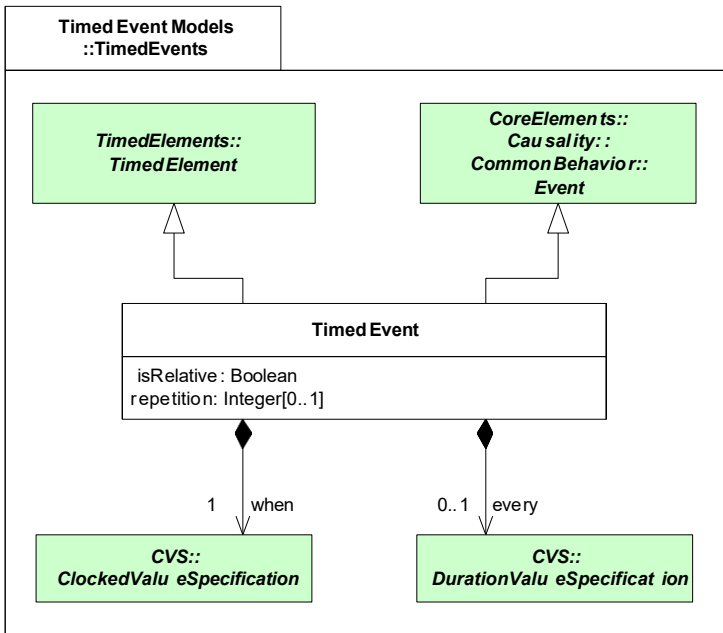 Timed Event Models
::TimedEvents
TimedElements::
TimedElement
CoreElements::
Causality::
CommonBehavior::
Event
TimedEvent
isRelative: Boolean
repetition: Integer[0..1]
1 when
0..1 every
CVS::
ClockedValueSpecification
CVS::
DurationValueSpecification